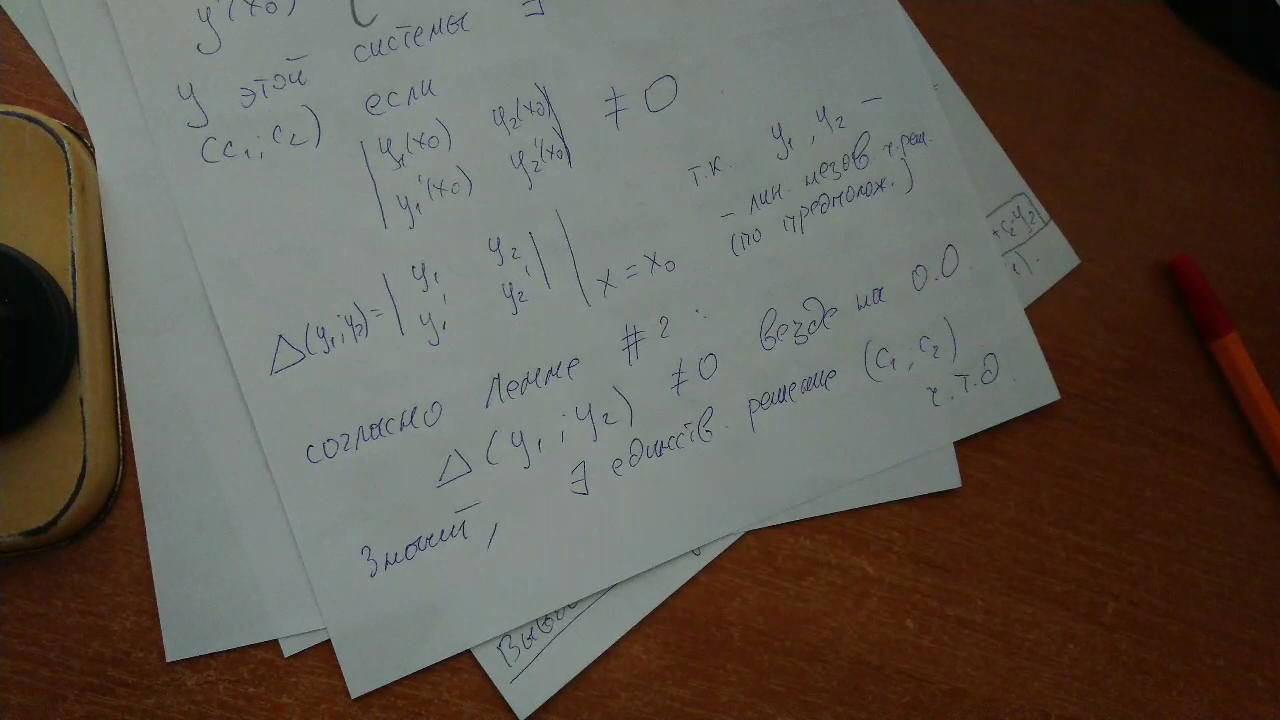 y'(x₀) {
У этой системы ∃
(c₁; c₂) если
| y₁(x₀) y₂(x₀) |
| y₁'(x₀) y₂'(x₀) | ≠ 0
т.к. y₁, y₂ –
– лин. незав. ч. реш.
(по предполож.)
Δ(y₁; y₂) = | y₁ y₂ |
| y₁' y₂' | | x = x₀
согласно Лемме #2:
Δ(y₁; y₂) ≠ 0 везде на О.О.
Значит, ∃ единств. решение (c₁; c₂)
ч.т.д.
+c₂y₂